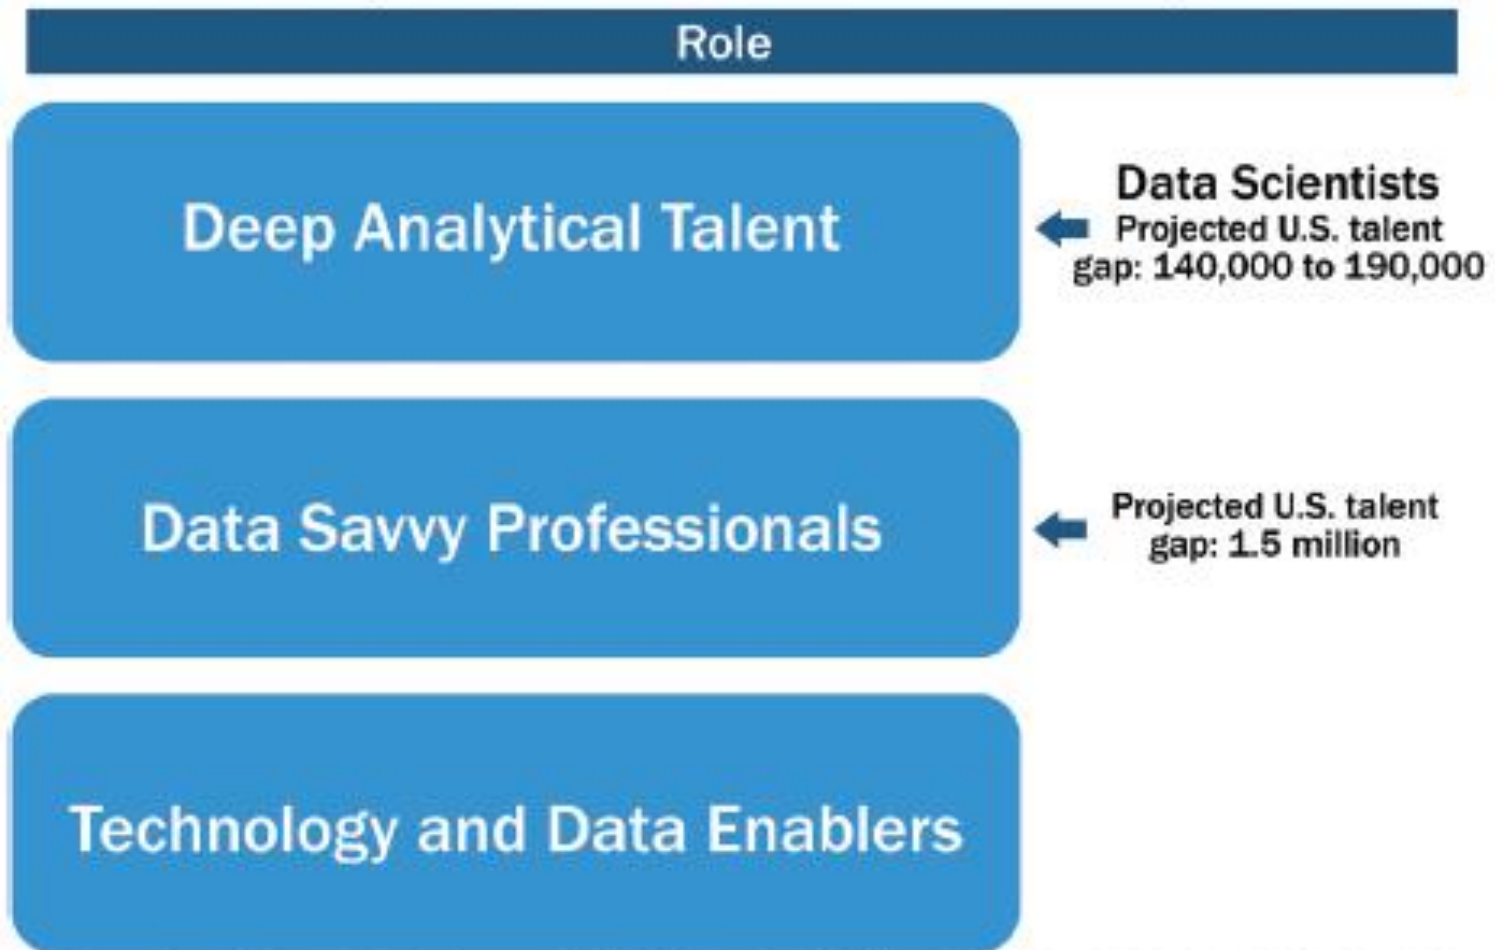 Role
Deep Analytical Talent
Data Scientists
Projected U.S. talent
gap: 140,000 to 190,000
Data Savvy Professionals
Projected U.S. talent
gap: 1.5 million
Technology and Data Enablers